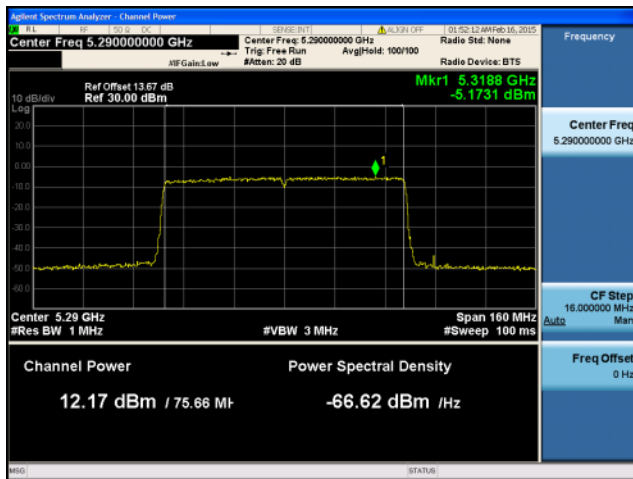 Agilent Spectrum Analyzer - Channel Power
RL RF 50 Ω DC SENSE:INT ALIGN OFF 01:52:12 AM Feb 16, 2015
Center Freq 5.290000000 GHz
Center Freq: 5.290000000 GHz
Radio Std: None
Trig: Free Run Avg|Hold: 100/100
#IFGain:Low #Atten: 20 dB Radio Device: BTS
Ref Offset 13.67 dB
Mkr1 5.3188 GHz
10 dB/div Ref 30.00 dBm -5.1731 dBm
Log
20.0
10.0
0.00
-10.0
-20.0
-30.0
-40.0
-50.0
-60.0
1
Center 5.29 GHz Span 160 MHz
#Res BW 1 MHz #VBW 3 MHz #Sweep 100 ms
Channel Power Power Spectral Density
12.17 dBm / 75.66 MH -66.62 dBm /Hz
MSG STATUS
Frequency
Center Freq
5.290000000 GHz
CF Step
16.000000 MHz
Auto Man
Freq Offset
0 Hz